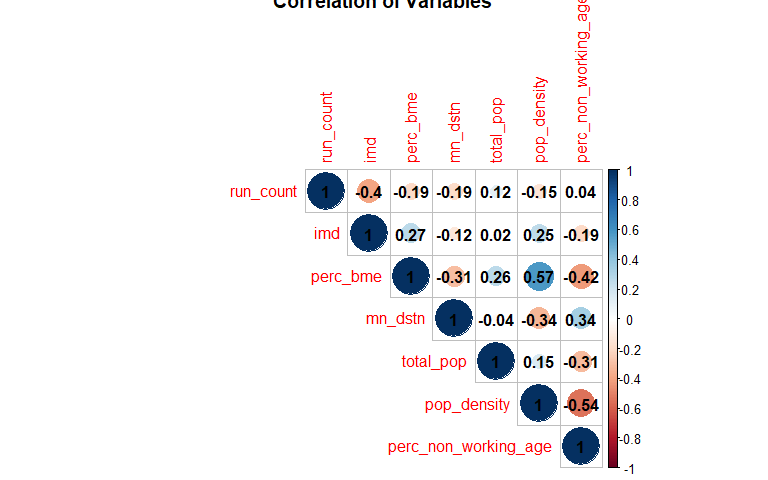 Correlation of Variables
run_count
imd
perc_bme
mn_dstn
total_pop
pop_density
perc_non_working_age
run_count 1 -0.4 -0.19 -0.19 0.12 -0.15 0.04
imd 1 0.27 -0.12 0.02 0.25 -0.19
perc_bme 1 -0.31 0.26 0.57 -0.42
mn_dstn 1 -0.04 -0.34 0.34
total_pop 1 0.15 -0.31
pop_density 1 -0.54
perc_non_working_age 1
1
0.8
0.6
0.4
0.2
0
-0.2
-0.4
-0.6
-0.8
-1